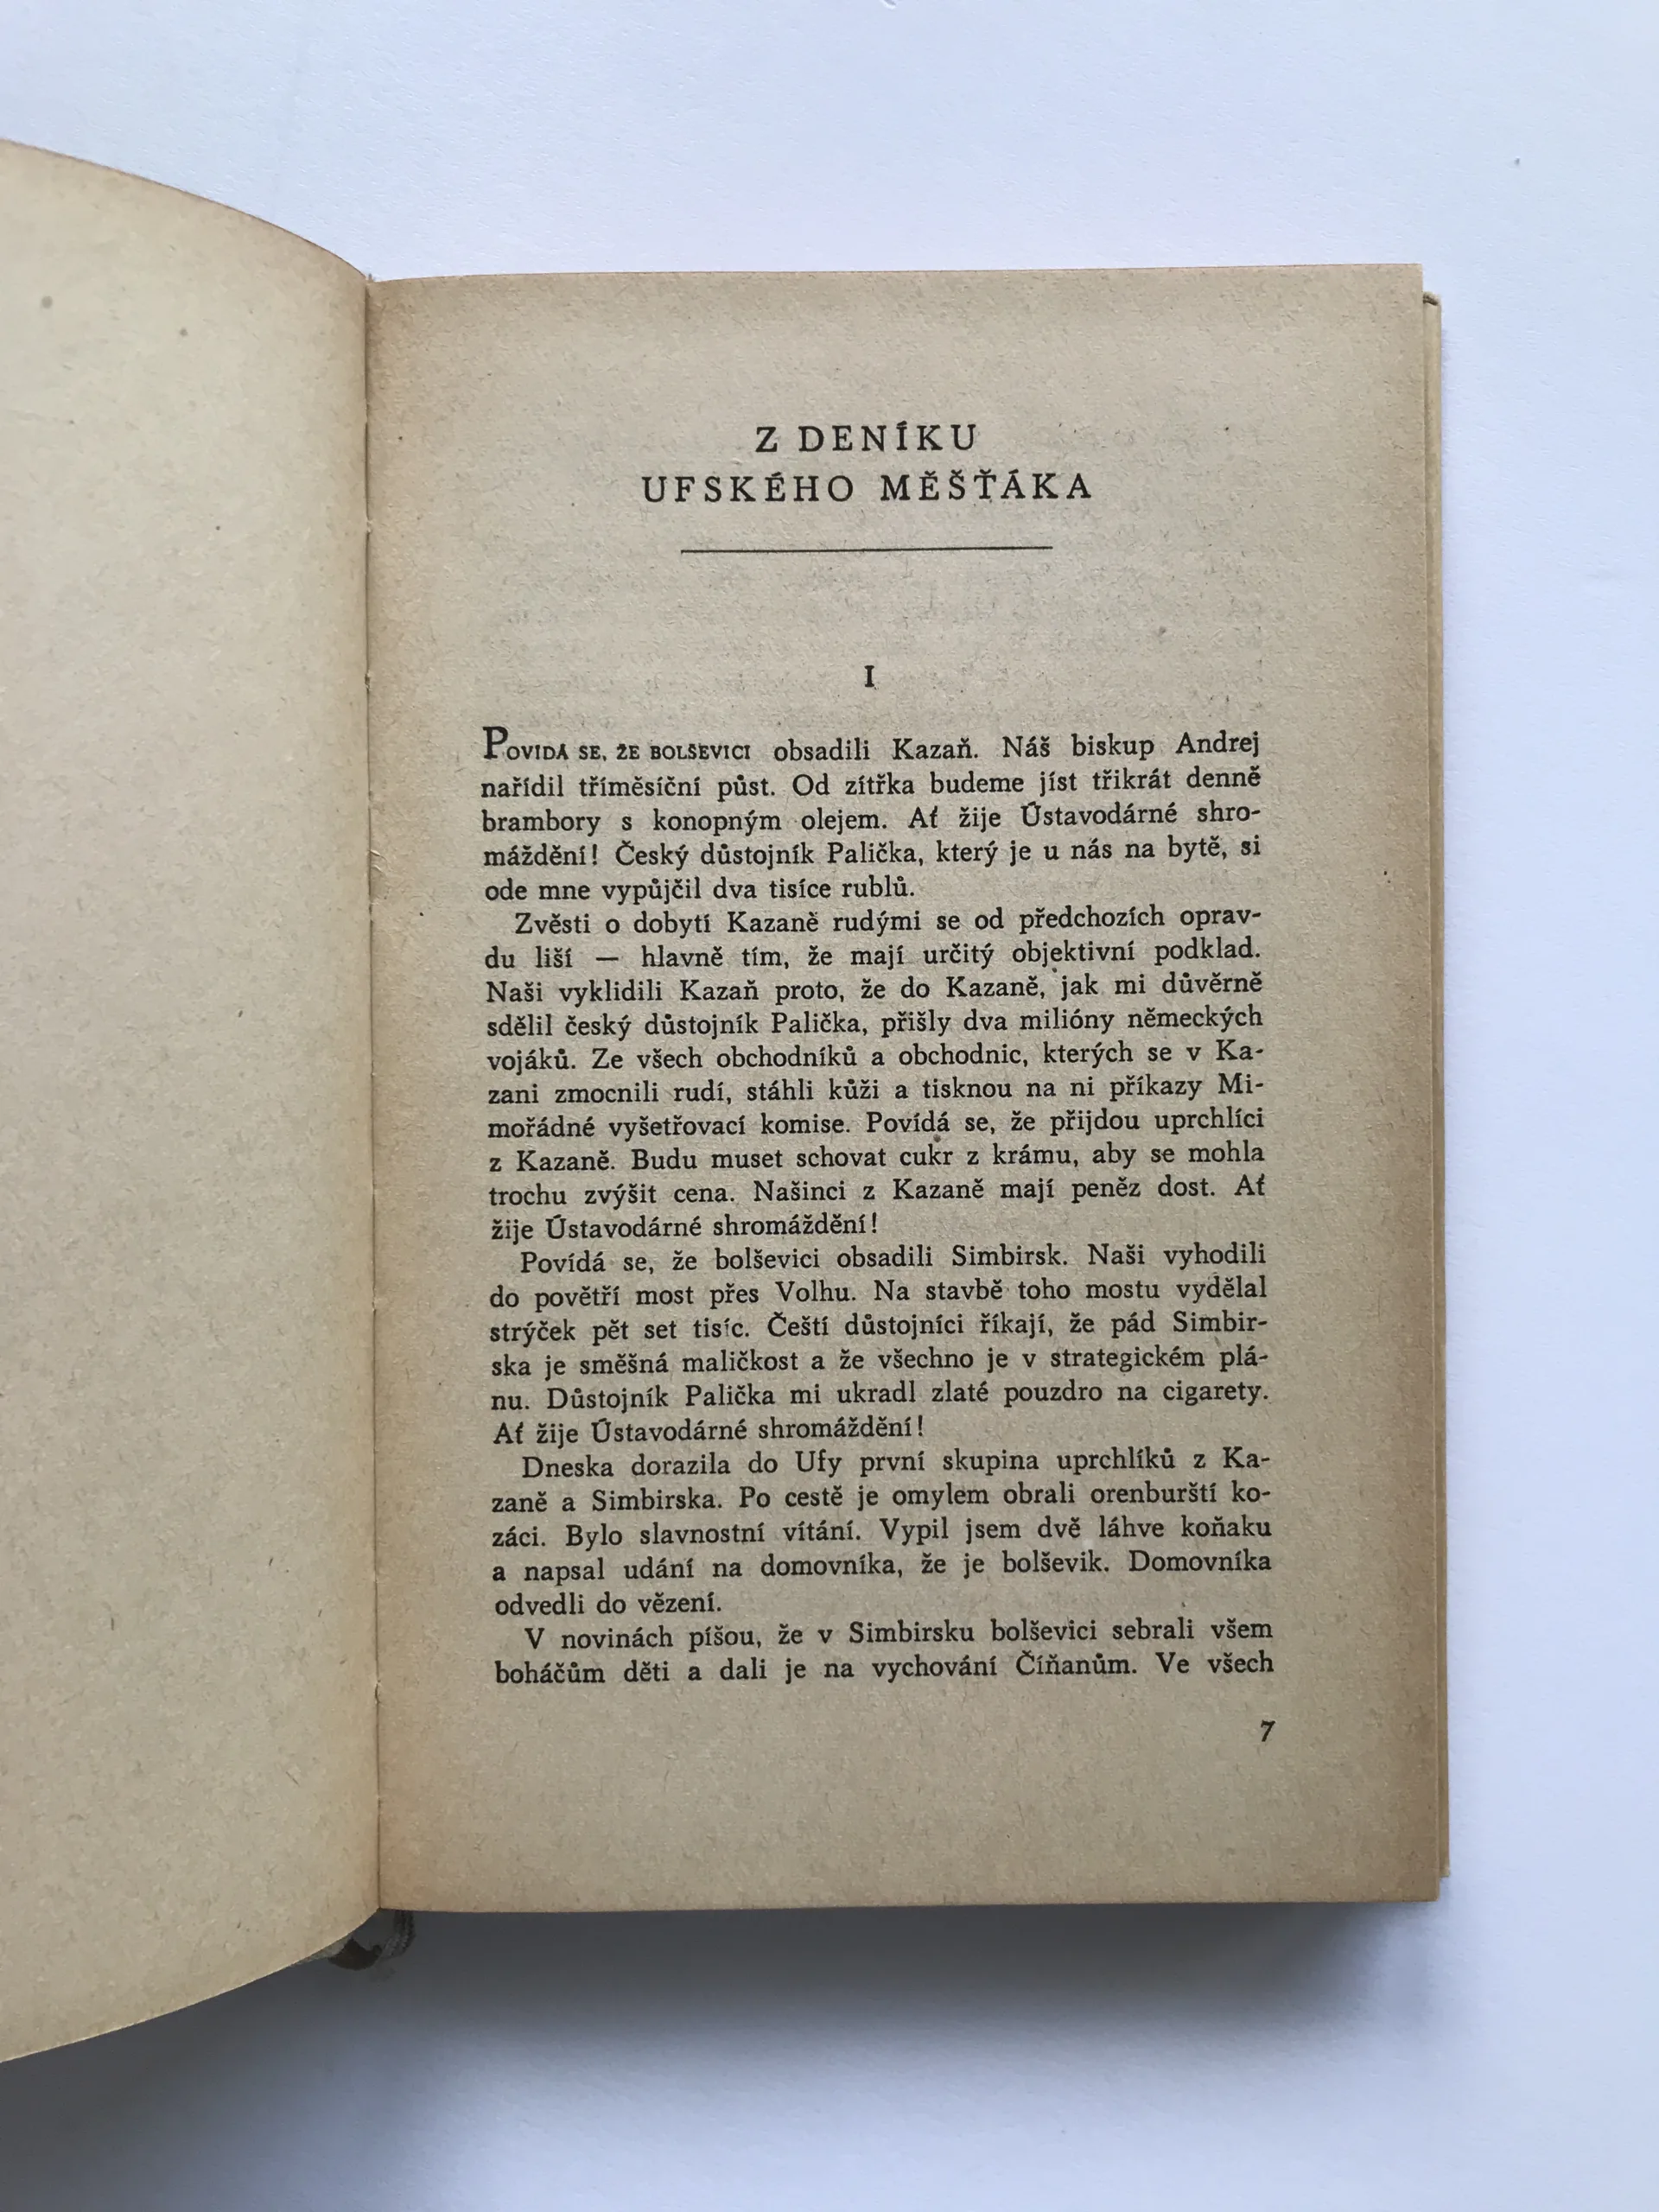 Z DENÍKU
UFSKÉHO MĚŠŤÁKA
I
POVÍDÁ SE, ŽE BOLŠEVICI obsadili Kazaň. Náš biskup Andrej
nařídil tříměsíční půst. Od zítřka budeme jíst třikrát denně
brambory s konopným olejem. Ať žije Ústavodárné shro-
máždění! Český důstojník Palička, který je u nás na bytě, si
ode mne vypůjčil dva tisíce rublů.
Zvěsti o dobytí Kazaně rudými se od předchozích oprav-
du liší — hlavně tím, že mají určitý objektivní podklad.
Naši vyklidili Kazaň proto, že do Kazaně, jak mi důvěrně
sdělil český důstojník Palička, přišly dva milióny německých
vojáků. Ze všech obchodníků a obchodnic, kterých se v Ka-
zani zmocnili rudí, stáhli kůži a tisknou na ni příkazy Mi-
mořádné vyšetřovací komise. Povídá se, že přijdou uprchlíci
z Kazaně. Budu muset schovat cukr z krámu, aby se mohla
trochu zvýšit cena. Našinci z Kazaně mají peněz dost. Ať
žije Ústavodárné shromáždění!
Povídá se, že bolševici obsadili Simbirsk. Naši vyhodili
do povětří most přes Volhu. Na stavbě toho mostu vydělal
strýček pět set tisíc. Čeští důstojníci říkají, že pád Simbir-
ska je směšná maličkost a že všechno je v strategickém plá-
nu. Důstojník Palička mi ukradl zlaté pouzdro na cigarety.
Ať žije Ústavodárné shromáždění!
Dneska dorazila do Ufy první skupina uprchlíků z Ka-
zaně a Simbirska. Po cestě je omylem obrali orenburští ko-
záci. Bylo slavnostní vítání. Vypil jsem dvě láhve koňaku
a napsal udání na domovníka, že je bolševik. Domovníka
odvedli do vězení.
V novinách píšou, že v Simbirsku bolševici sebrali všem
boháčům děti a dali je na vychování Číňanům. Ve všech
7